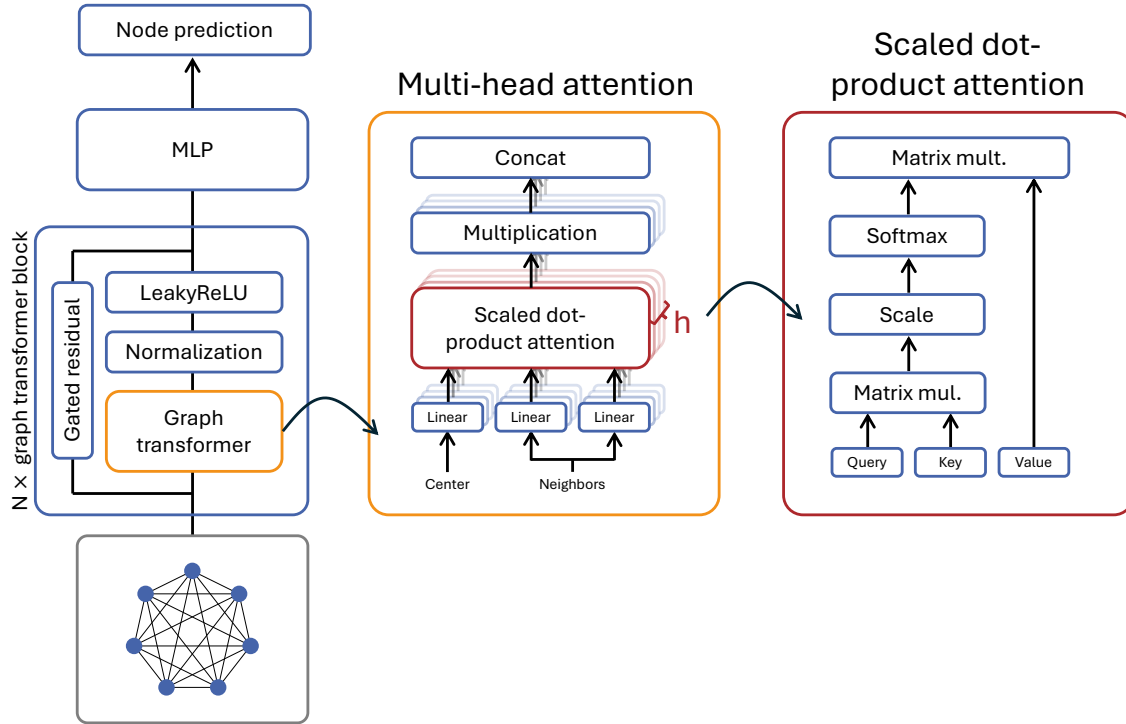 Node prediction
MLP
N × graph transformer block
Gated residual
LeakyReLU
Normalization
Graph
transformer
Multi-head attention
Concat
Multiplication
Scaled dot-
product attention
h
Linear
Linear
Linear
Center
Neighbors
Scaled dot-
product attention
Matrix mult.
Softmax
Scale
Matrix mul.
Query
Key
Value